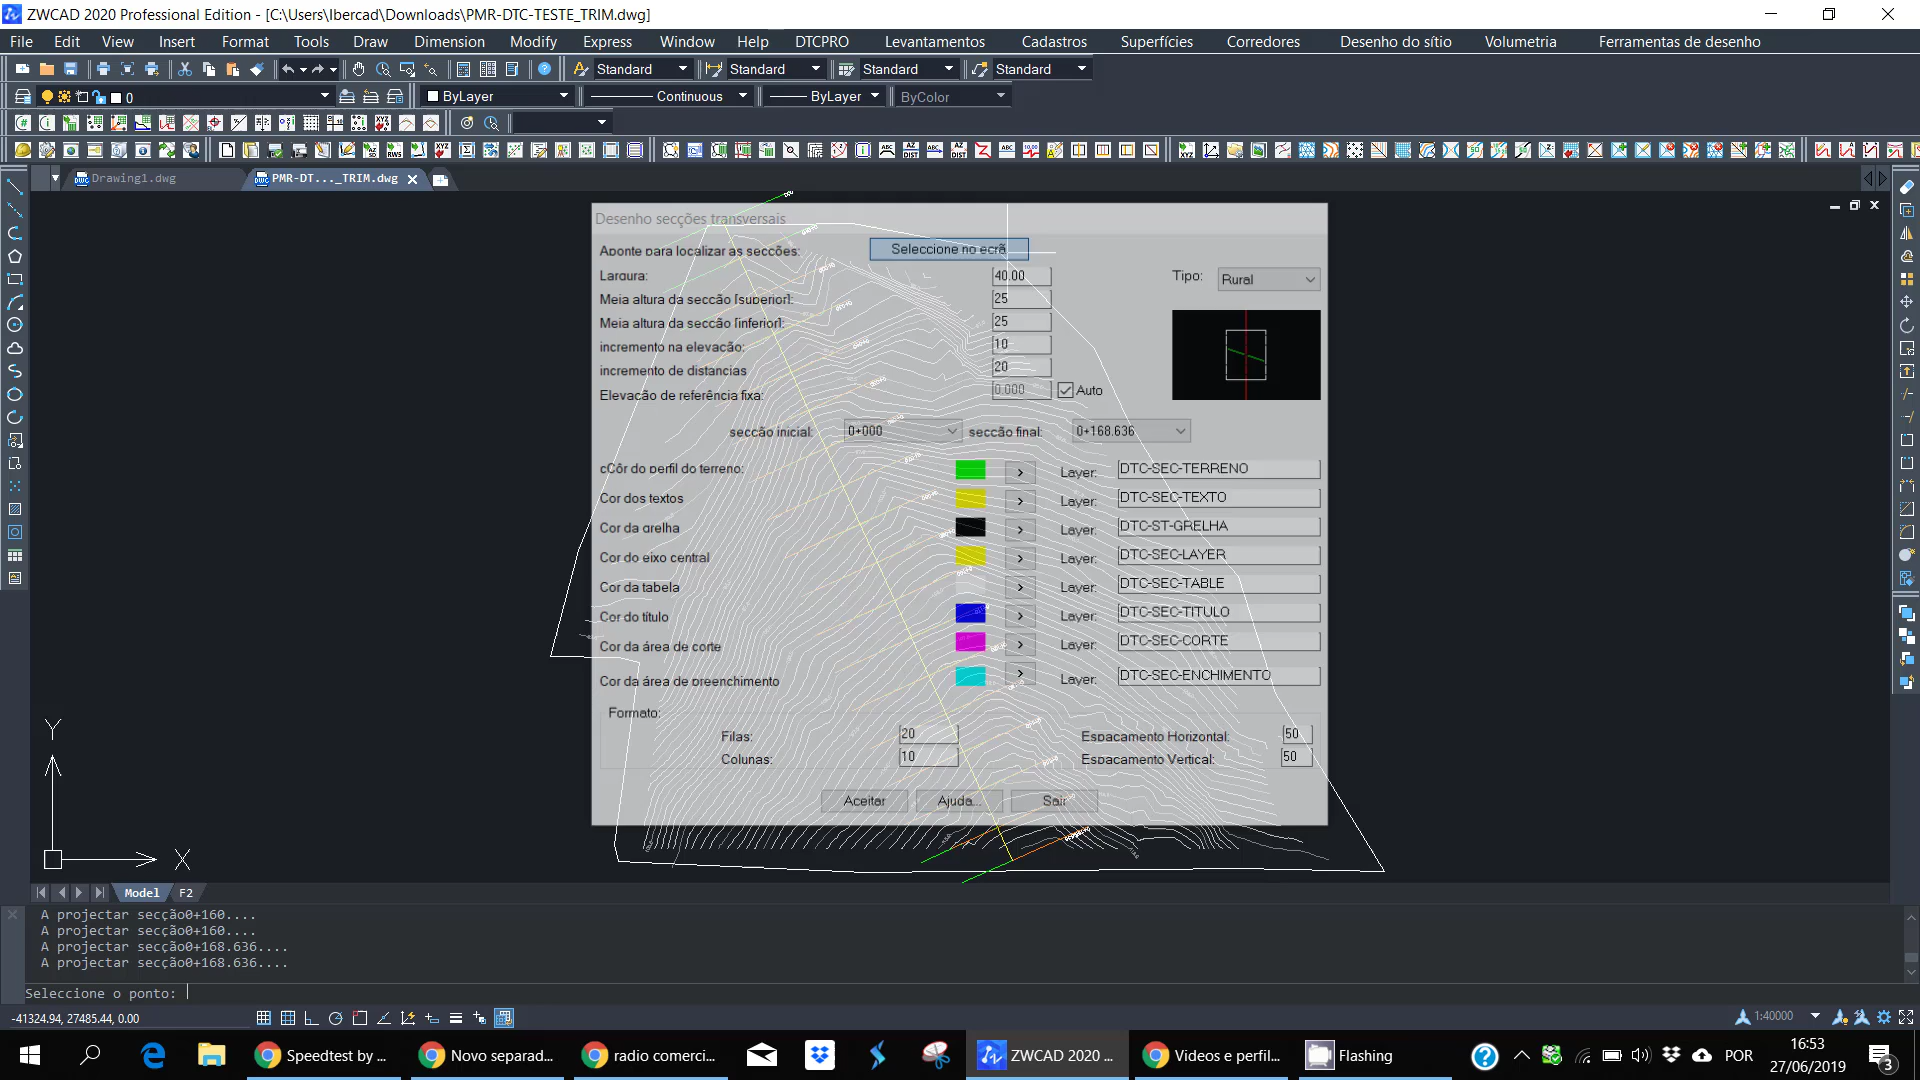 ZWCAD 2020 Professional Edition - [C:\Users\Ibercad\Downloads\PMR-DTC-TESTE_TRIM.dwg]
File Edit View Insert Format Tools Draw Dimension Modify Express Window Help DTCPRO Levantamentos Cadastros Superfícies Corredores Desenho do sítio Volumetria Ferramentas de desenho
Standard Standard Standard Standard
0 ByLayer Continuous ByLayer ByColor
Drawing1.dwg PMR-DT..._TRIM.dwg
Desenho secções transversais
Aponte para localizar as secções: Seleccione no ecrã
Largura: 40.00 Tipo: Rural
Meia altura da secção [superior]: 25
Meia altura da secção [inferior]: 25
incremento na elevação: 10
incremento de distancias 20
Elevação de referência fixa: 0.000 Auto
secção inicial: 0+000 secção final: 0+168.636
cCôr do perfil do terreno: > Layer: DTC-SEC-TERRENO
Cor dos textos > Layer: DTC-SEC-TEXTO
Cor da grelha > Layer: DTC-ST-GRELHA
Cor do eixo central > Layer: DTC-SEC-LAYER
Cor da tabela > Layer: DTC-SEC-TABLE
Cor do título > Layer: DTC-SEC-TITULO
Cor da área de corte > Layer: DTC-SEC-CORTE
Cor da área de preenchimento > Layer: DTC-SEC-ENCHIMENTO
Formato:
Filas: 20 Espacamento Horizontal: 50
Colunas: 10 Espacamento Vertical: 50
Aceitar Ajuda... Sair
Y
X
Model F2
A projectar secção0+160....
A projectar secção0+160....
A projectar secção0+168.636....
A projectar secção0+168.636....
Seleccione o ponto:
-41324.94, 27485.44, 0.00 1:40000
Speedtest by ... Novo separad... radio comerci... ZWCAD 2020 ... Videos e perfil... Flashing POR 16:53
27/06/2019 3